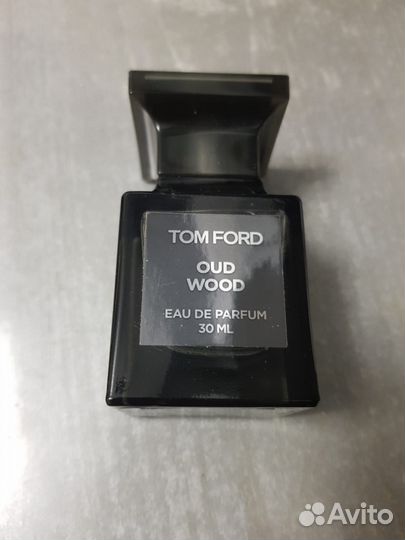 TOM FORD
OUD
WOOD
EAU DE PARFUM
30 ML
Avito